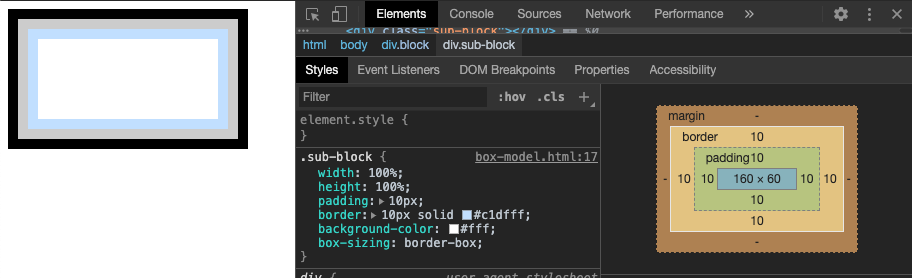 Elements Console Sources Network Performance »
<div class="sub-block"></div> == $0
html body div.block div.sub-block
Styles Event Listeners DOM Breakpoints Properties Accessibility
Filter :hov .cls +
element.style {
}
.sub-block { box-model.html:17
width: 100%;
height: 100%;
padding: 10px;
border: 10px solid #c1dfff;
background-color: #fff;
box-sizing: border-box;
}
div { user agent stylesheet
margin -
border 10
padding 10
- 10 10 160 × 60 10 10 -
10
10
-